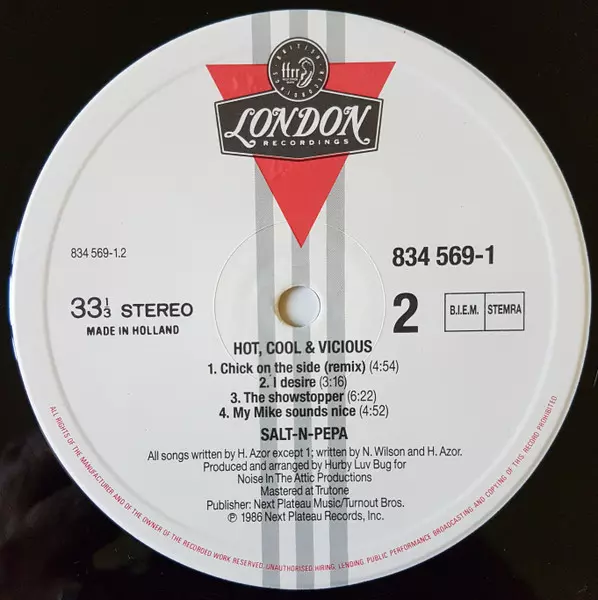 BRITISH RECORDINGS
ffrr
LONDON
RECORDINGS
834 569-1.2
834 569-1
33⅓ STEREO
MADE IN HOLLAND
2
B.I.E.M. STEMRA
HOT, COOL & VICIOUS
1. Chick on the side (remix) (4:54)
2. I desire (3:16)
3. The showstopper (6:22)
4. My Mike sounds nice (4:52)
SALT-N-PEPA
All songs written by H. Azor except 1; written by N. Wilson and H. Azor.
Produced and arranged by Hurby Luv Bug for
Noise In The Attic Productions
Mastered at Trutone
Publisher: Next Plateau Music/Turnout Bros.
℗ 1986 Next Plateau Records, Inc.
ALL RIGHTS OF THE MANUFACTURER AND OF THE OWNER OF THE RECORDED WORK RESERVED. UNAUTHORISED HIRING, LENDING, PUBLIC PERFORMANCE BROADCASTING AND COPYING OF THIS RECORD PROHIBITED